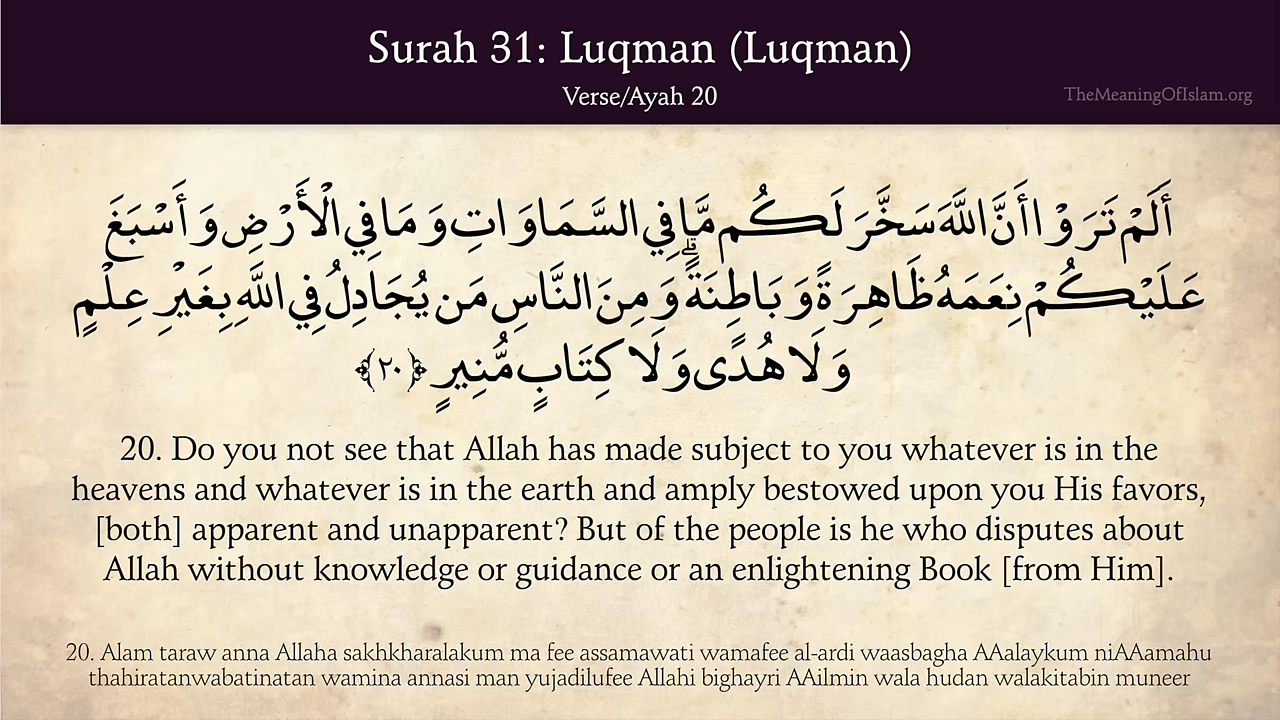 Surah 31: Luqman (Luqman)
Verse/Ayah 20
TheMeaningOfIslam.org
أَلَمْ تَرَوْا أَنَّ اللَّهَ سَخَّرَ لَكُم مَّا فِي السَّمَاوَاتِ وَمَا فِي الْأَرْضِ وَأَسْبَغَ
عَلَيْكُمْ نِعَمَهُ ظَاهِرَةً وَبَاطِنَةً ۗ وَمِنَ النَّاسِ مَن يُجَادِلُ فِي اللَّهِ بِغَيْرِ عِلْمٍ
وَلَا هُدًى وَلَا كِتَابٍ مُّنِيرٍ ﴿٢٠﴾
20. Do you not see that Allah has made subject to you whatever is in the
heavens and whatever is in the earth and amply bestowed upon you His favors,
[both] apparent and unapparent? But of the people is he who disputes about
Allah without knowledge or guidance or an enlightening Book [from Him].
20. Alam taraw anna Allaha sakhkharalakum ma fee assamawati wamafee al-ardi waasbagha AAalaykum niAAamahu
thahiratanwabatinatan wamina annasi man yujadilufee Allahi bighayri AAilmin wala hudan walakitabin muneer